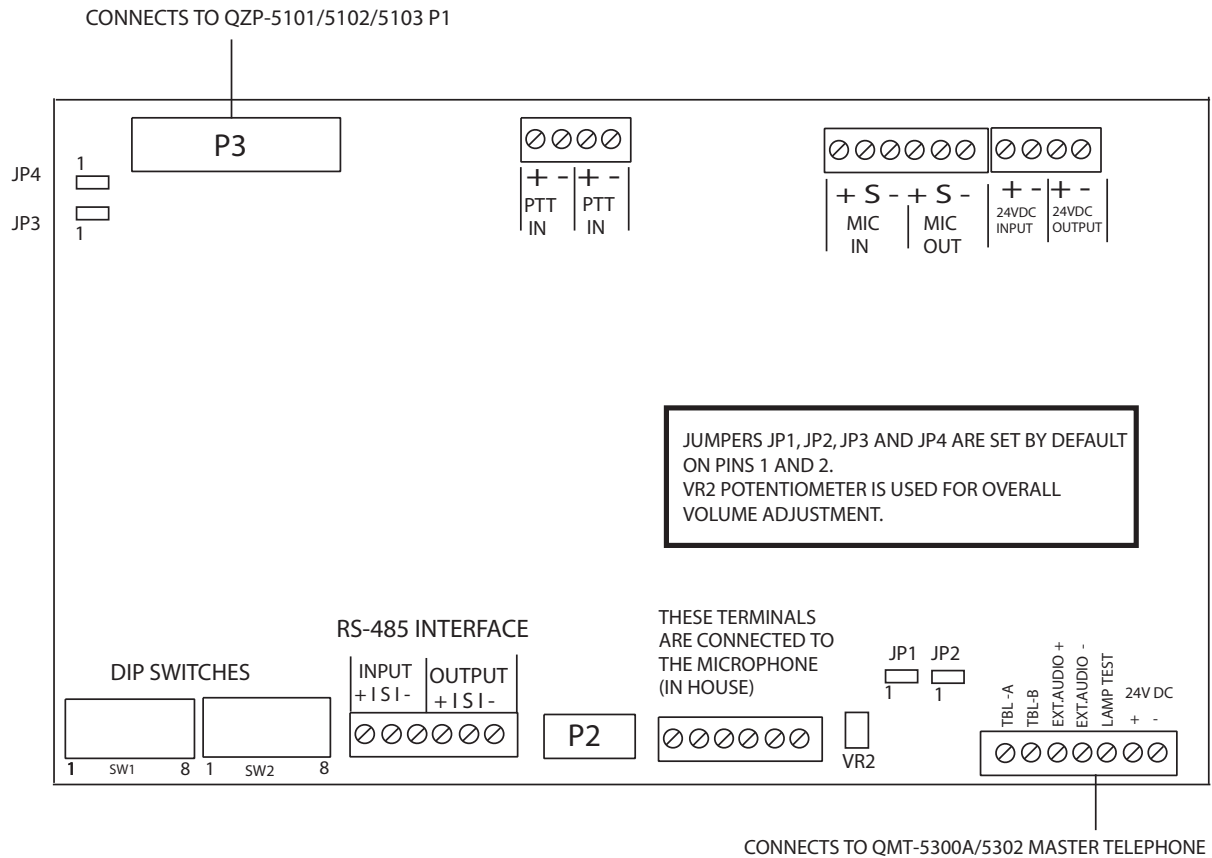 CONNECTS TO QZP-5101/5102/5103 P1
P3
JP4
1
JP3
1
+ - + -
PTT IN
PTT IN
+ S - + S -
MIC IN
MIC OUT
+ - + -
24VDC INPUT
24VDC OUTPUT
JUMPERS JP1, JP2, JP3 AND JP4 ARE SET BY DEFAULT
ON PINS 1 AND 2.
VR2 POTENTIOMETER IS USED FOR OVERALL
VOLUME ADJUSTMENT.
RS-485 INTERFACE
DIP SWITCHES
INPUT
+ I S I -
OUTPUT
+ I S I -
1 SW1 8
1 SW2 8
P2
THESE TERMINALS
ARE CONNECTED TO
THE MICROPHONE
(IN HOUSE)
VR2
JP1
1
JP2
1
TBL -A
TBL-B
EXT.AUDIO +
EXT.AUDIO -
LAMP TEST
24V DC
+ -
CONNECTS TO QMT-5300A/5302 MASTER TELEPHONE